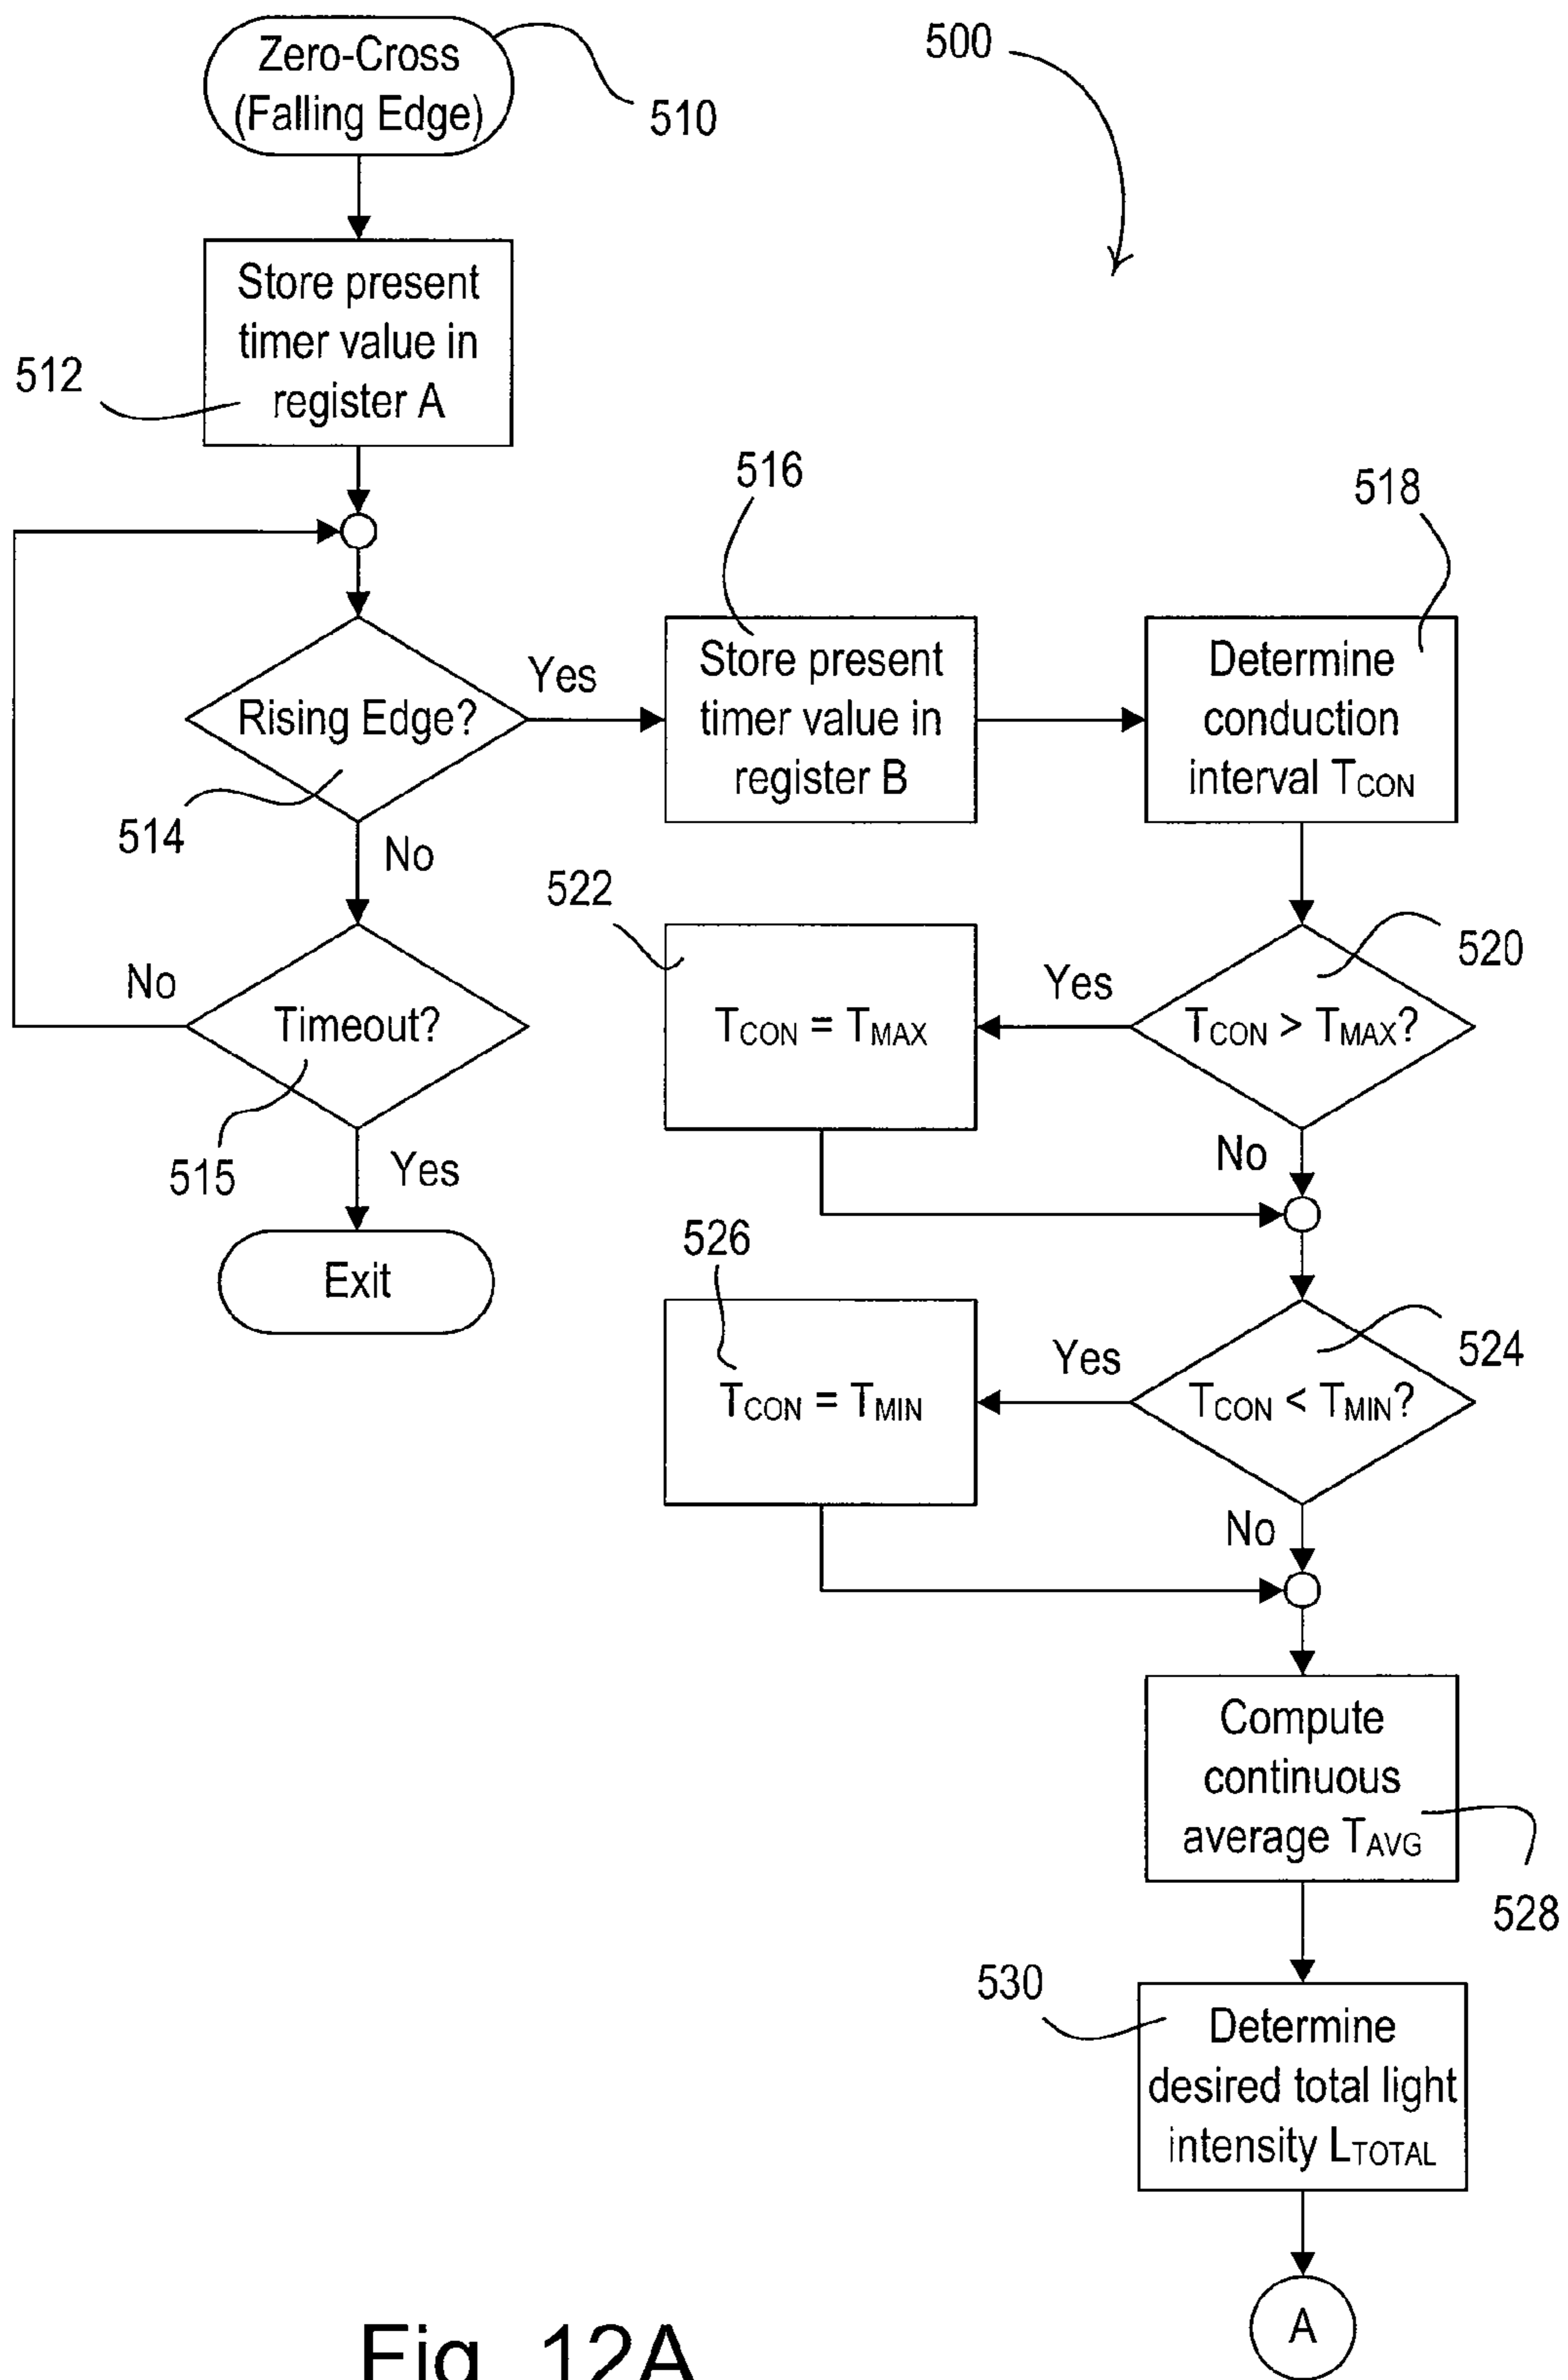 Zero-Cross
(Falling Edge)
510
500
Store present
timer value in
register A
512
Rising Edge?
514
Yes
No
Timeout?
515
No
Yes
Exit
516
Store present
timer value in
register B
518
Determine
conduction
interval TCON
520
TCON > TMAX?
Yes
No
522
TCON = TMAX
524
TCON < TMIN?
Yes
No
526
TCON = TMIN
Compute
continuous
average TAVG
528
530
Determine
desired total light
intensity LTOTAL
A
Fig. 12A